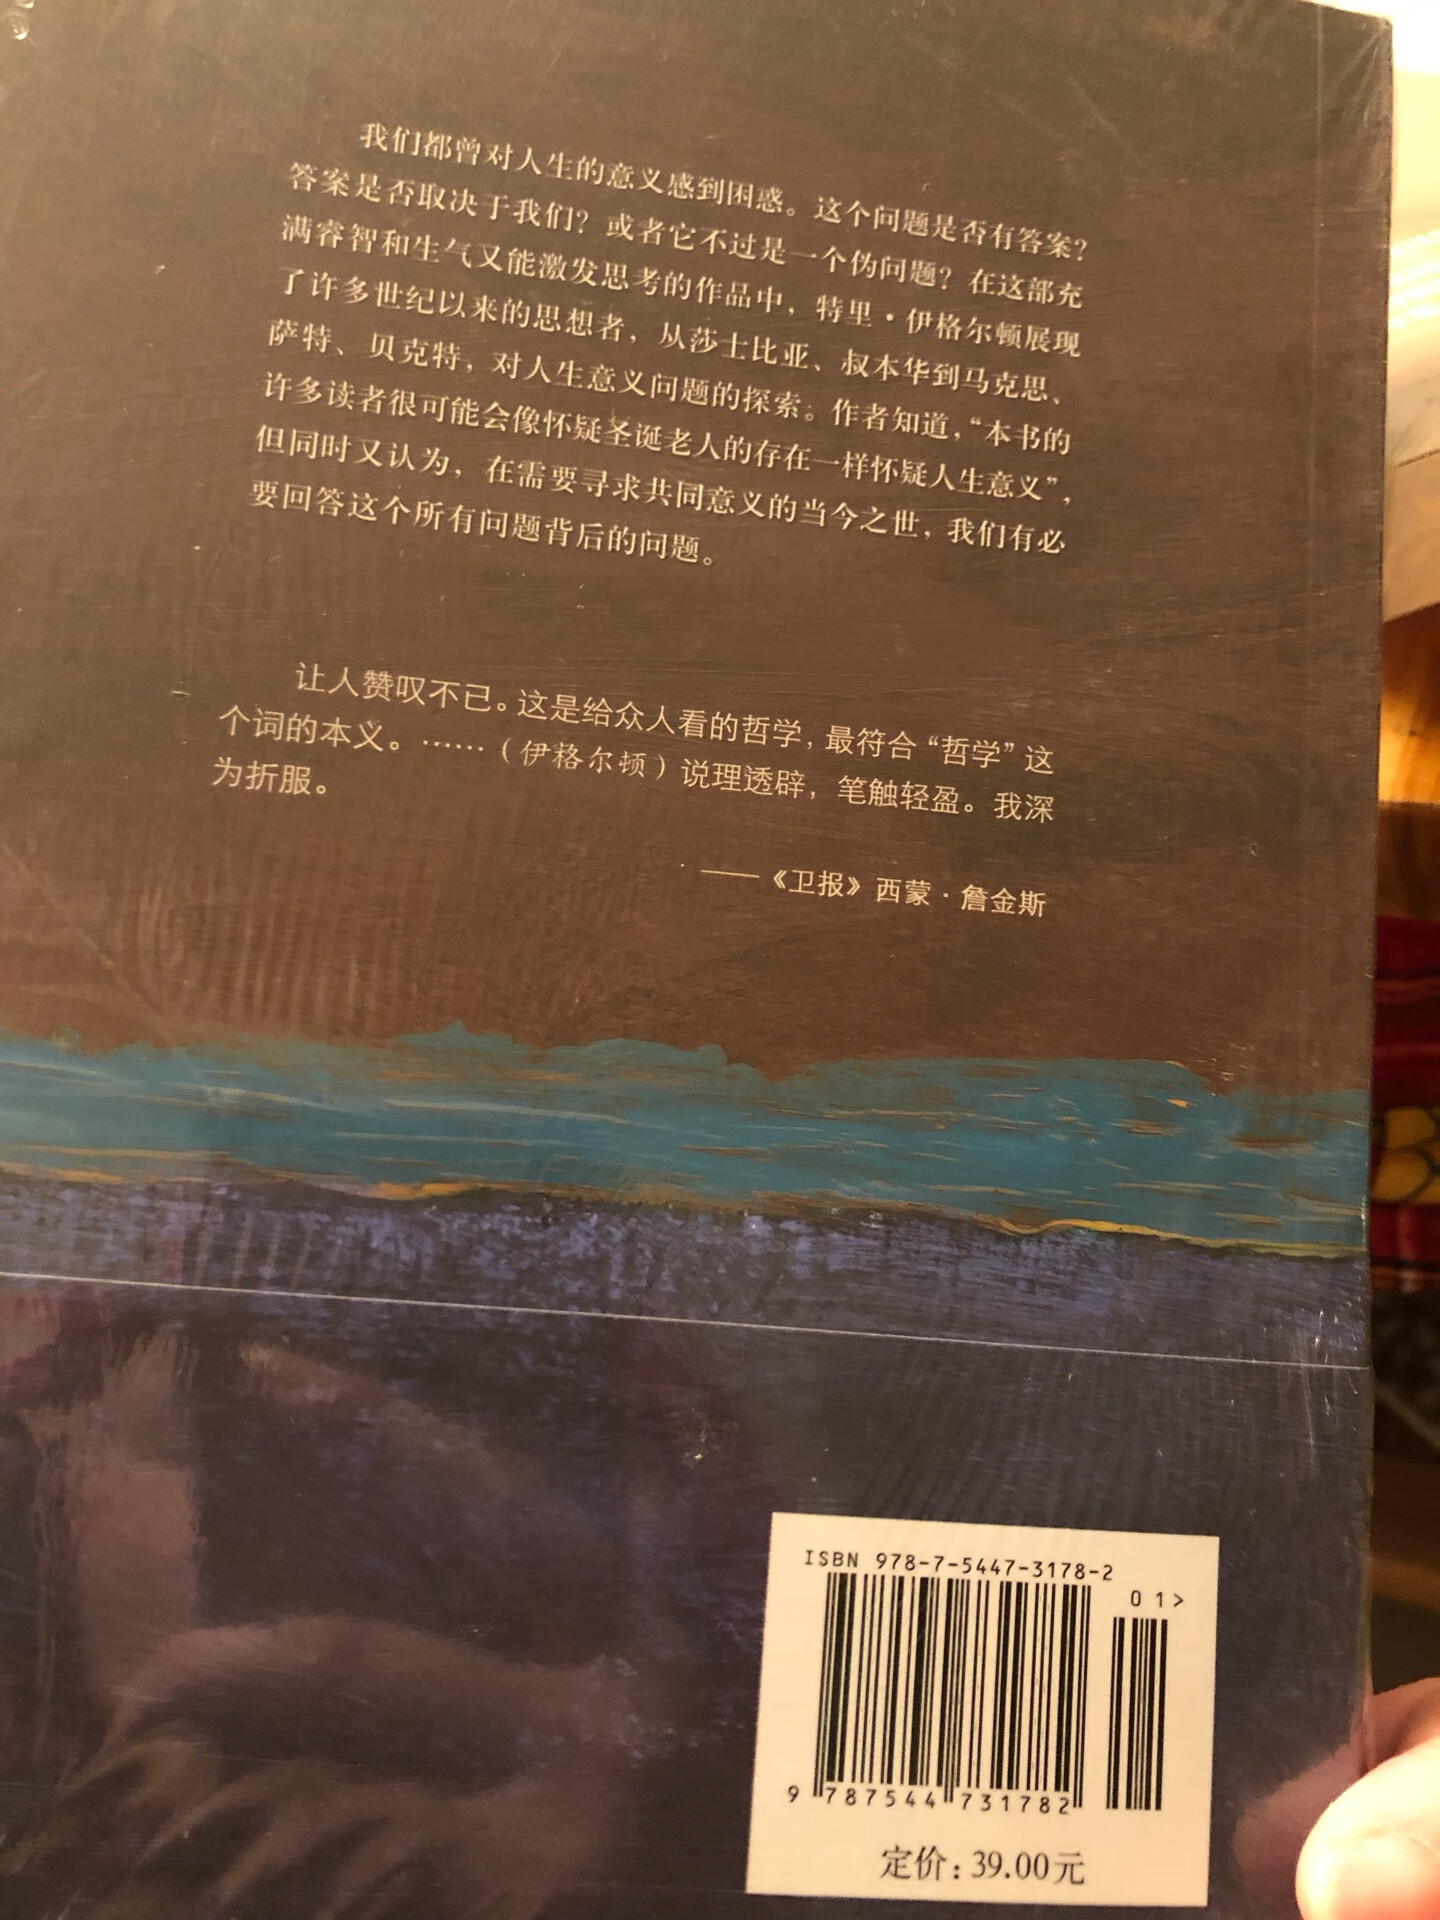 我们都曾对人生的意义感到困惑。这个问题是否有答案？
答案是否取决于我们？或者它不过是一个伪问题？在这部充
满睿智和生气又能激发思考的作品中，特里·伊格尔顿展现
了许多世纪以来的思想者，从莎士比亚、叔本华到马克思、
萨特、贝克特，对人生意义问题的探索。作者知道，“本书的
许多读者很可能会像怀疑圣诞老人的存在一样怀疑人生意义”，
但同时又认为，在需要寻求共同意义的当今之世，我们有必
要回答这个所有问题背后的问题。
让人赞叹不已。这是给众人看的哲学，最符合“哲学”这
个词的本义。……（伊格尔顿）说理透辟，笔触轻盈。我深
为折服。
——《卫报》西蒙·詹金斯
ISBN 978-7-5447-3178-2
01>
9 787544 731782
定价：39.00元